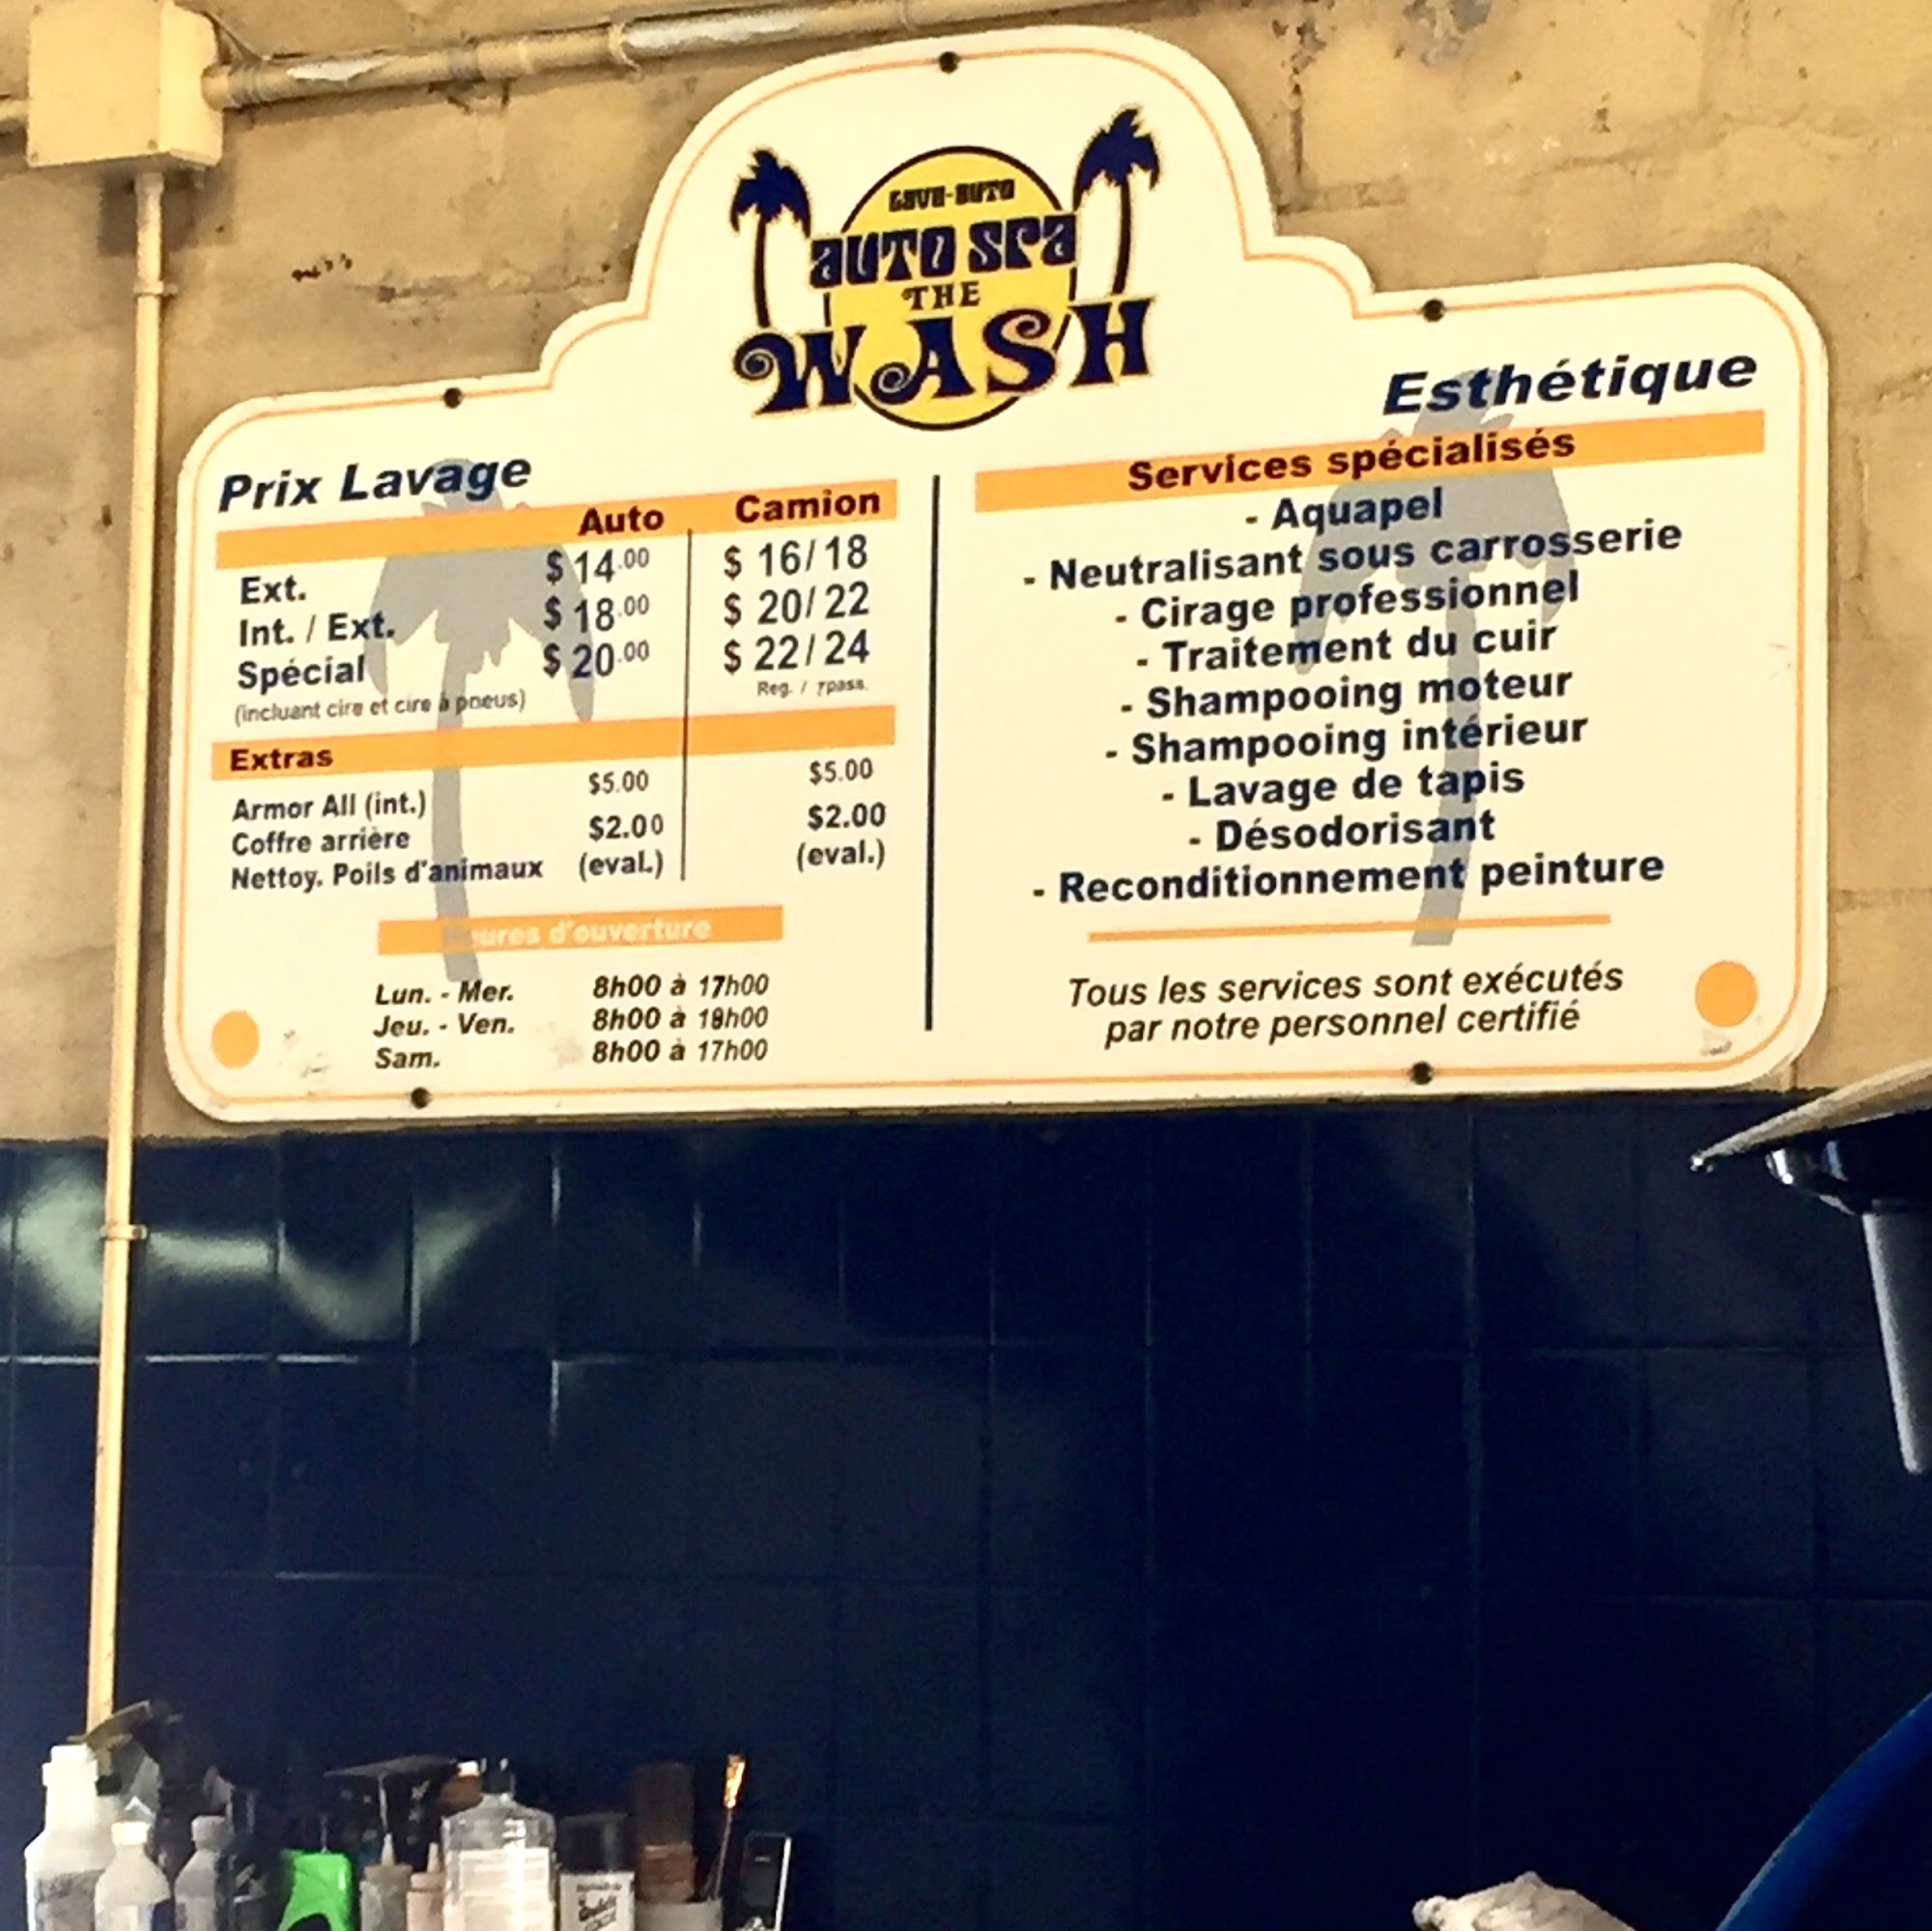 LAVE-AUTO
AUTO SPA
THE
WASH
Prix Lavage
Auto Camion
Ext. $ 14.00 $ 16/18
Int. / Ext. $ 18.00 $ 20/22
Spécial $ 20.00 $ 22/24
(incluant cire et cire à pneus) Reg. / 7pass.
Extras
Armor All (int.) $5.00 $5.00
Coffre arrière $2.00 $2.00
Nettoy. Poils d'animaux (eval.) (eval.)
Heures d'ouverture
Lun. - Mer. 8h00 à 17h00
Jeu. - Ven. 8h00 à 18h00
Sam. 8h00 à 17h00
Esthétique
Services spécialisés
- Aquapel
- Neutralisant sous carrosserie
- Cirage professionnel
- Traitement du cuir
- Shampooing moteur
- Shampooing intérieur
- Lavage de tapis
- Désodorisant
- Reconditionnement peinture
Tous les services sont exécutés
par notre personnel certifié